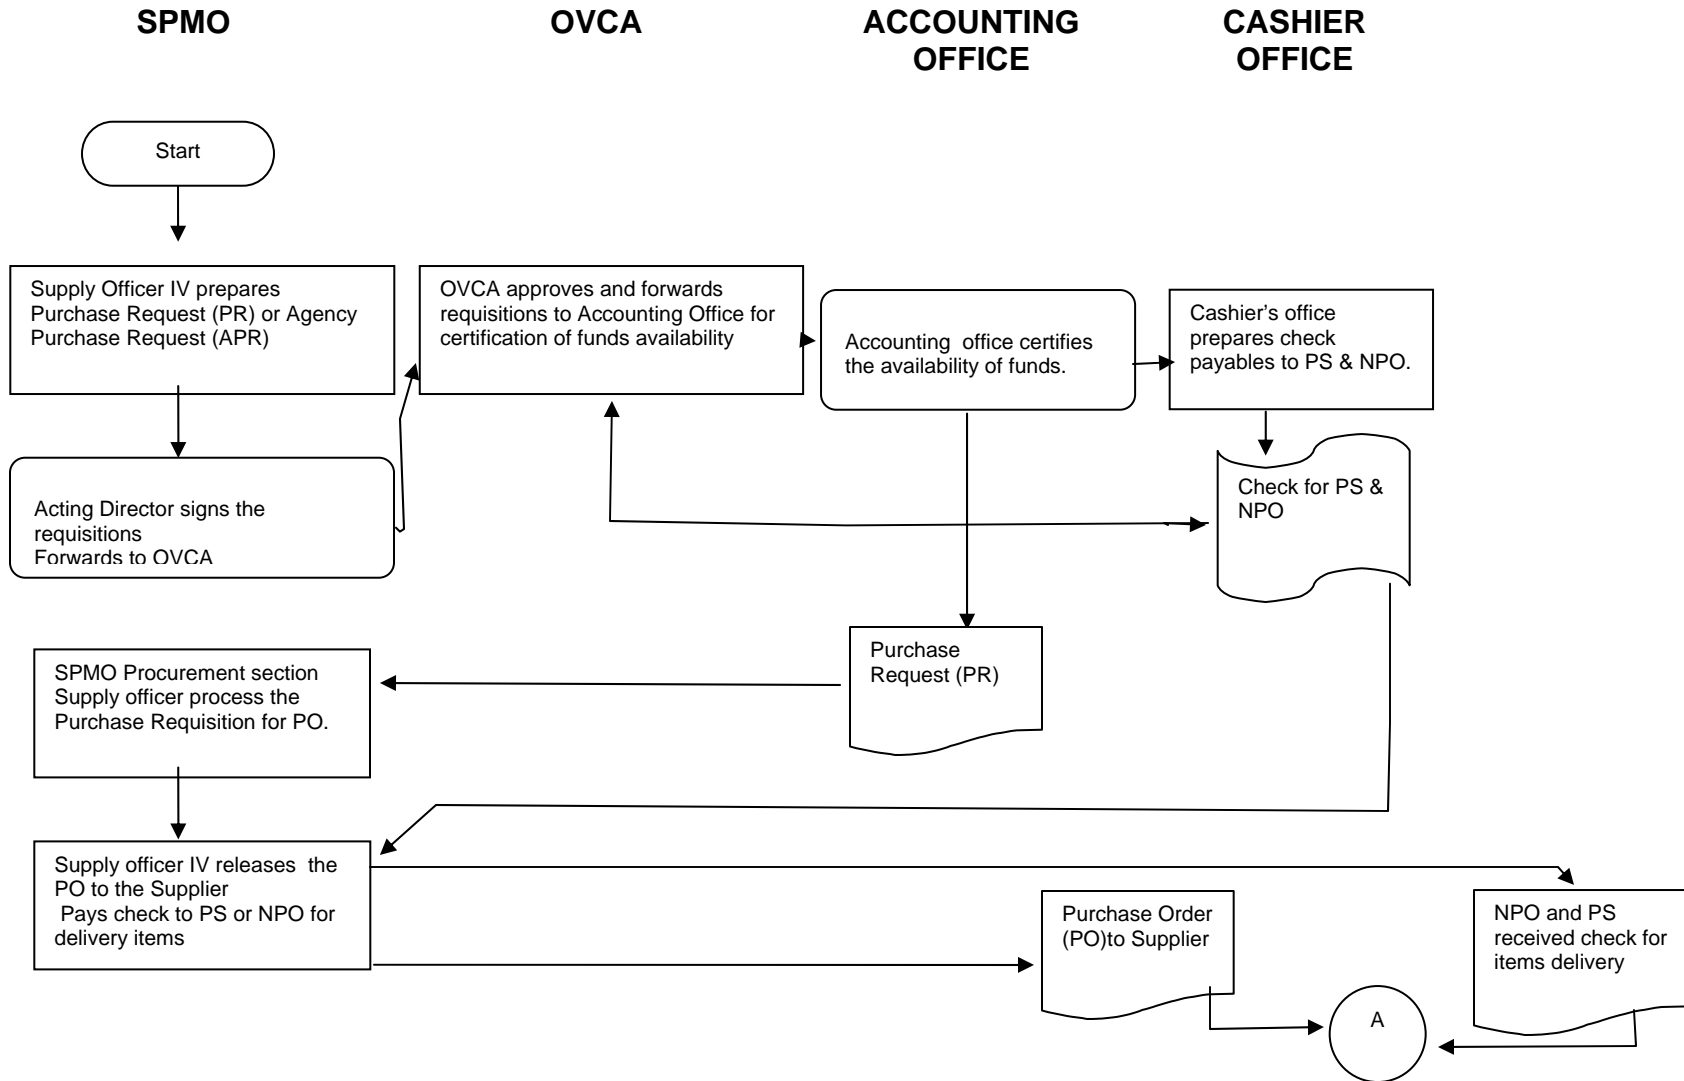 SPMO
OVCA
ACCOUNTING
OFFICE
CASHIER
OFFICE
Start
Supply Officer IV prepares
Purchase Request (PR) or Agency
Purchase Request (APR)
OVCA approves and forwards
requisitions to Accounting Office for
certification of funds availability
Accounting office certifies
the availability of funds.
Cashier's office
prepares check
payables to PS & NPO.
Acting Director signs the
requisitions
Forwards to OVCA
Check for PS &
NPO
SPMO Procurement section
Supply officer process the
Purchase Requisition for PO.
Purchase
Request (PR)
Supply officer IV releases the
PO to the Supplier
Pays check to PS or NPO for
delivery items
Purchase Order
(PO)to Supplier
NPO and PS
received check for
items delivery
A